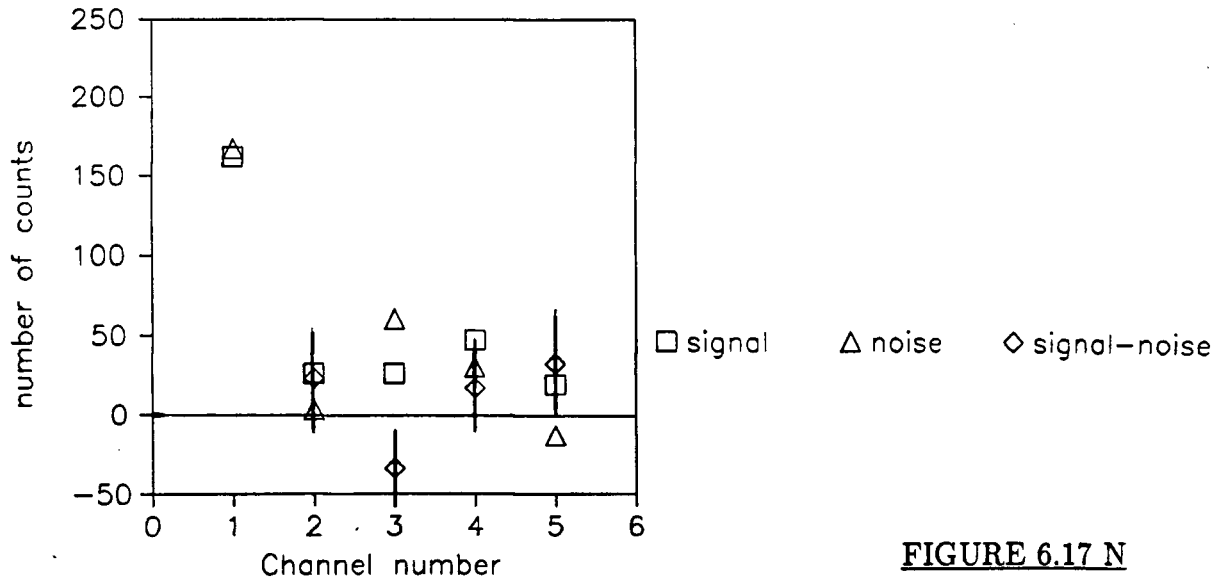 250
200
150
100
50
0
−50
number of counts
0 1 2 3 4 5 6
Channel number
signal noise signal−noise
FIGURE 6.17 N